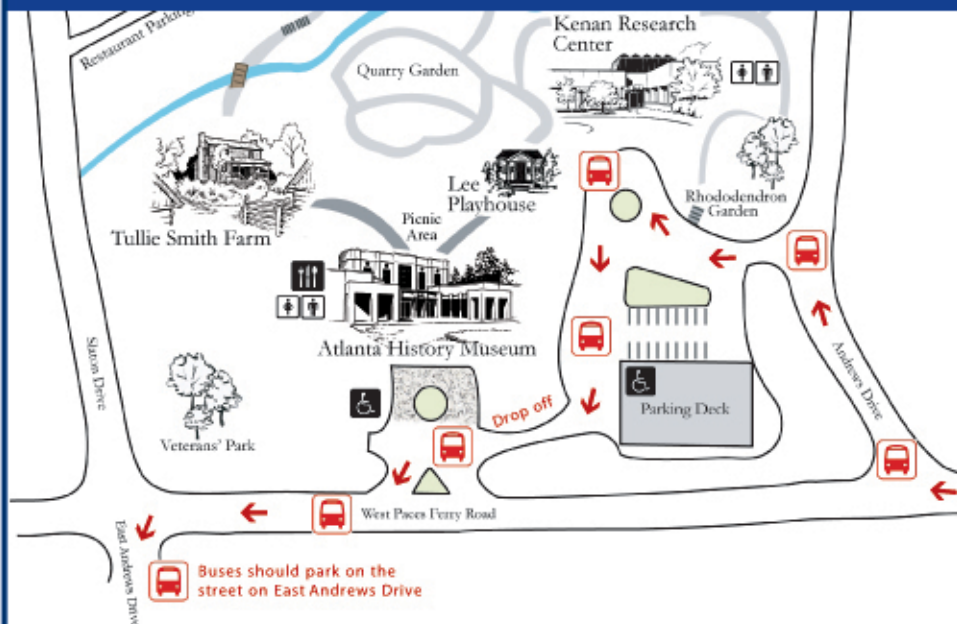 Restaurant Parking
Kenan Research
Center
Quarry Garden
Lee
Playhouse
Rhododendron
Garden
Picnic
Area
Tullie Smith Farm
Atlanta History Museum
Slaton Drive
Andrews Drive
Drop off
Parking Deck
Veterans' Park
West Paces Ferry Road
East Andrews Drive
Buses should park on the
street on East Andrews Drive